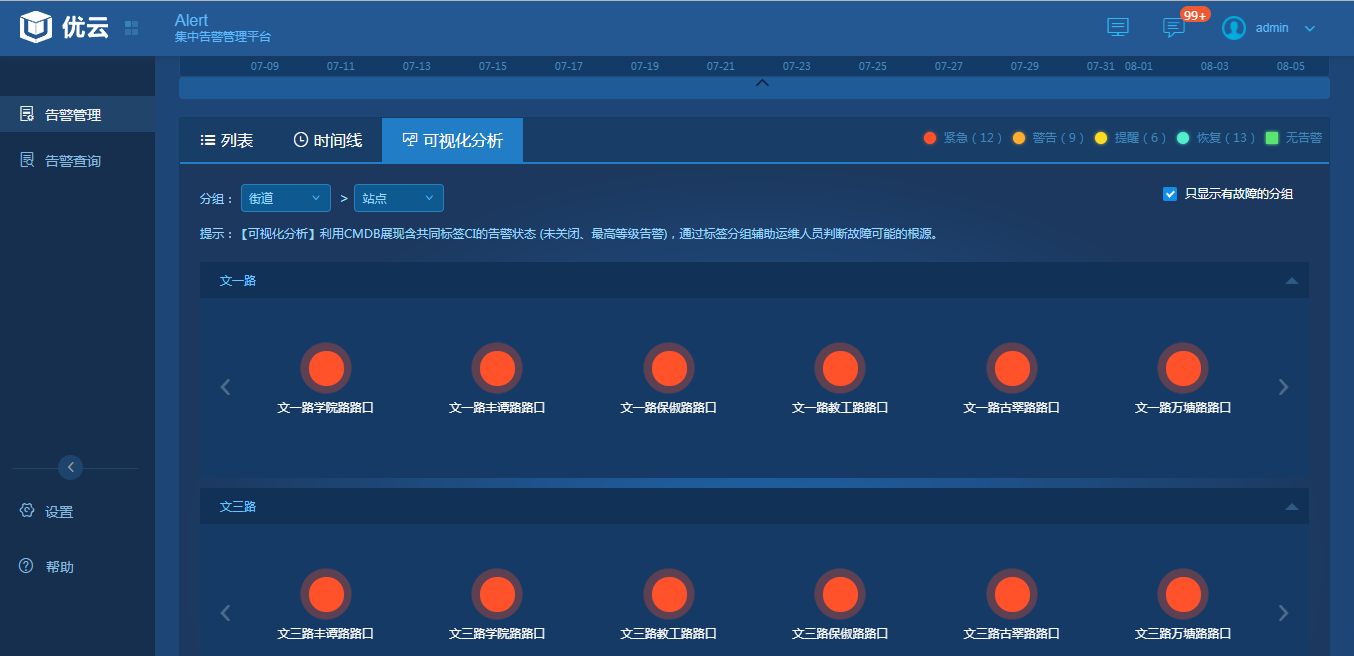 优云
Alert
集中告警管理平台
99+
admin
07-09 07-11 07-13 07-15 07-17 07-19 07-21 07-23 07-25 07-27 07-29 07-31 08-01 08-03 08-05
告警管理
告警查询
设置
帮助
列表 时间线 可视化分析
紧急 ( 12 ) 警告 ( 9 ) 提醒 ( 6 ) 恢复 ( 13 ) 无告警
分组： 街道 > 站点
只显示有故障的分组
提示：【可视化分析】利用CMDB展现含共同标签CI的告警状态 (未关闭、最高等级告警)，通过标签分组辅助运维人员判断故障可能的根源。
文一路
文一路学院路路口 文一路丰潭路路口 文一路保俶路路口 文一路教工路路口 文一路古翠路路口 文一路万塘路路口
文三路
文三路丰潭路路口 文三路学院路路口 文三路教工路路口 文三路保俶路路口 文三路古翠路路口 文三路万塘路路口